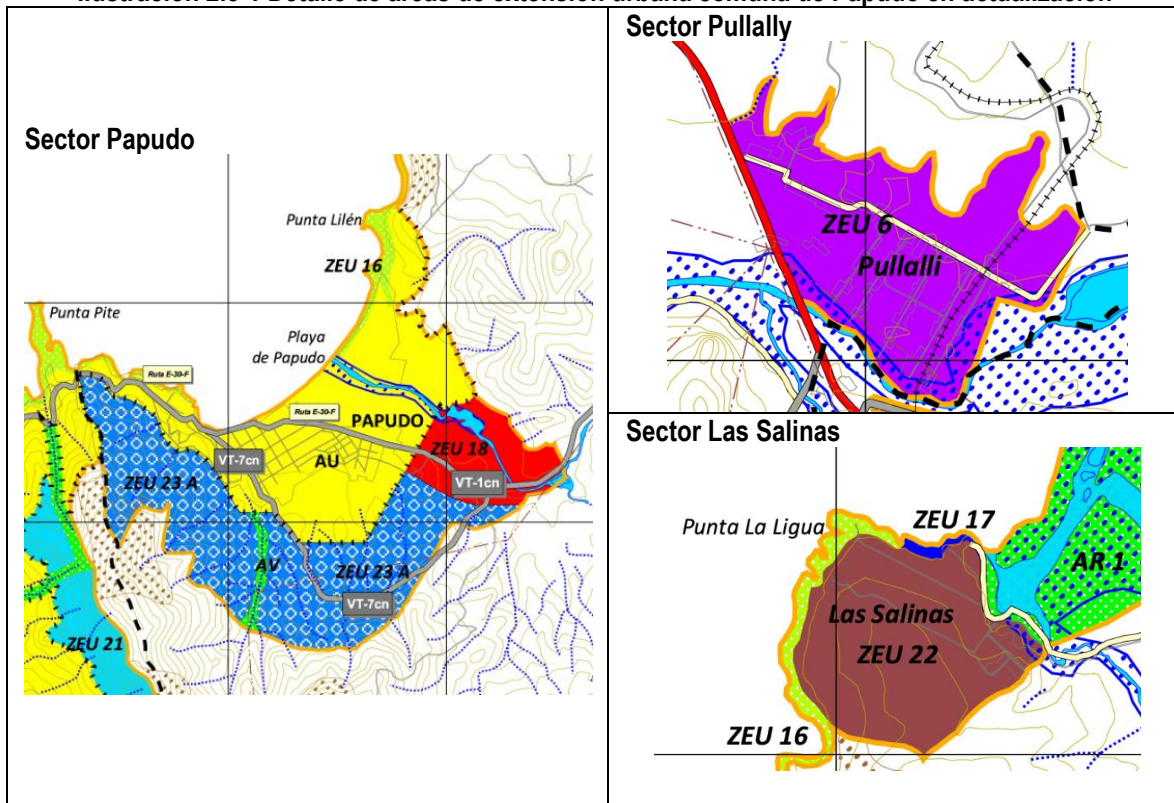 Ilustración 2.3-1 Detalle de áreas de extensión urbana comuna de Papudo en actualización
Sector Papudo
Punta Lilén
ZEU 16
Punta Pite
Playa
de Papudo
Ruta E-30-F
Ruta E-30-F
PAPUDO
ZEU 18
AU
VT-7cn
VT-1cn
ZEU 23 A
AV
ZEU 23 A
VT-7cn
ZEU 21
Sector Pullally
ZEU 6
Pullalli
Sector Las Salinas
Punta La Ligua
ZEU 17
AR 1
Las Salinas
ZEU 22
ZEU 16